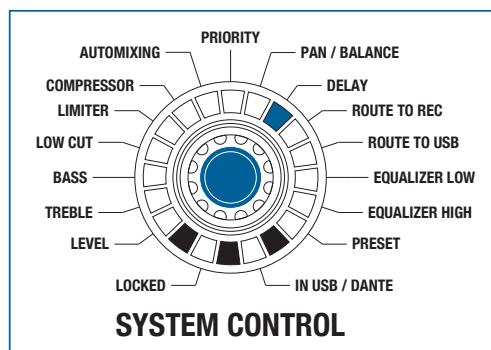 PRIORITY
AUTOMIXING
PAN / BALANCE
COMPRESSOR
DELAY
LIMITER
ROUTE TO REC
LOW CUT
ROUTE TO USB
BASS
EQUALIZER LOW
TREBLE
EQUALIZER HIGH
LEVEL
PRESET
LOCKED
IN USB / DANTE
SYSTEM CONTROL